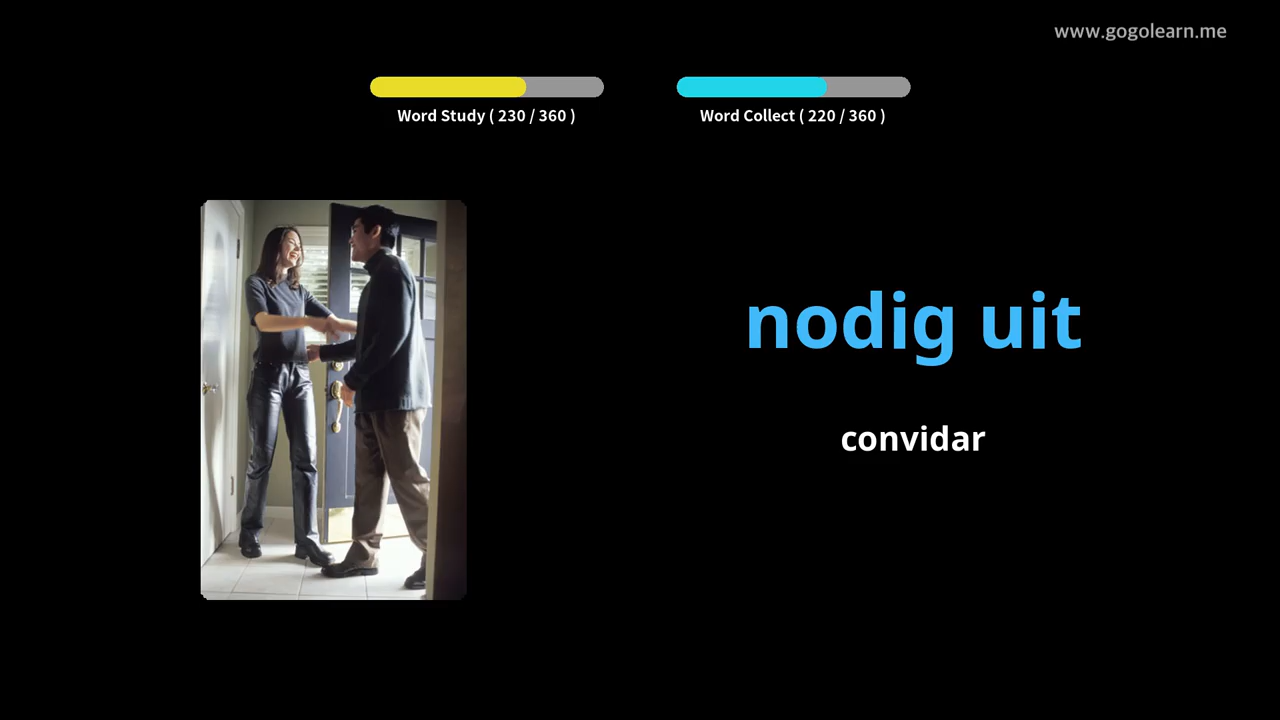 www.gogolearn.me
Word Study ( 230 / 360 )
Word Collect ( 220 / 360 )
nodig uit
convidar